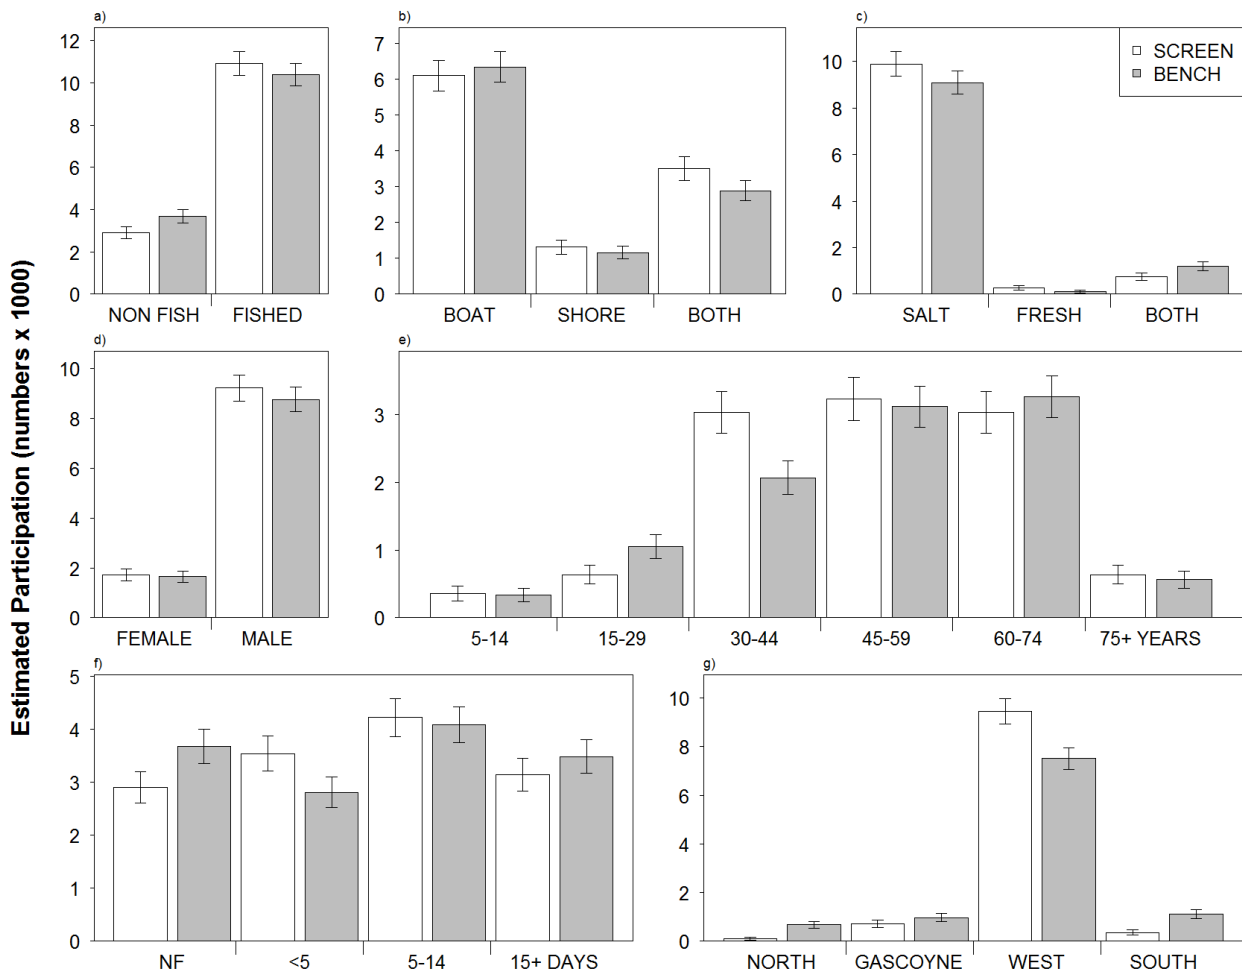 Estimated Participation (numbers x 1000)
a)
12
10
8
6
4
2
0
NON FISH FISHED
b)
7
6
5
4
3
2
1
0
BOAT SHORE BOTH
c)
10
8
6
4
2
0
SALT FRESH BOTH
SCREEN
BENCH
d)
10
8
6
4
2
0
FEMALE MALE
e)
3
2
1
0
5-14 15-29 30-44 45-59 60-74 75+ YEARS
f)
5
4
3
2
1
0
NF <5 5-14 15+ DAYS
g)
10
8
6
4
2
0
NORTH GASCOYNE WEST SOUTH